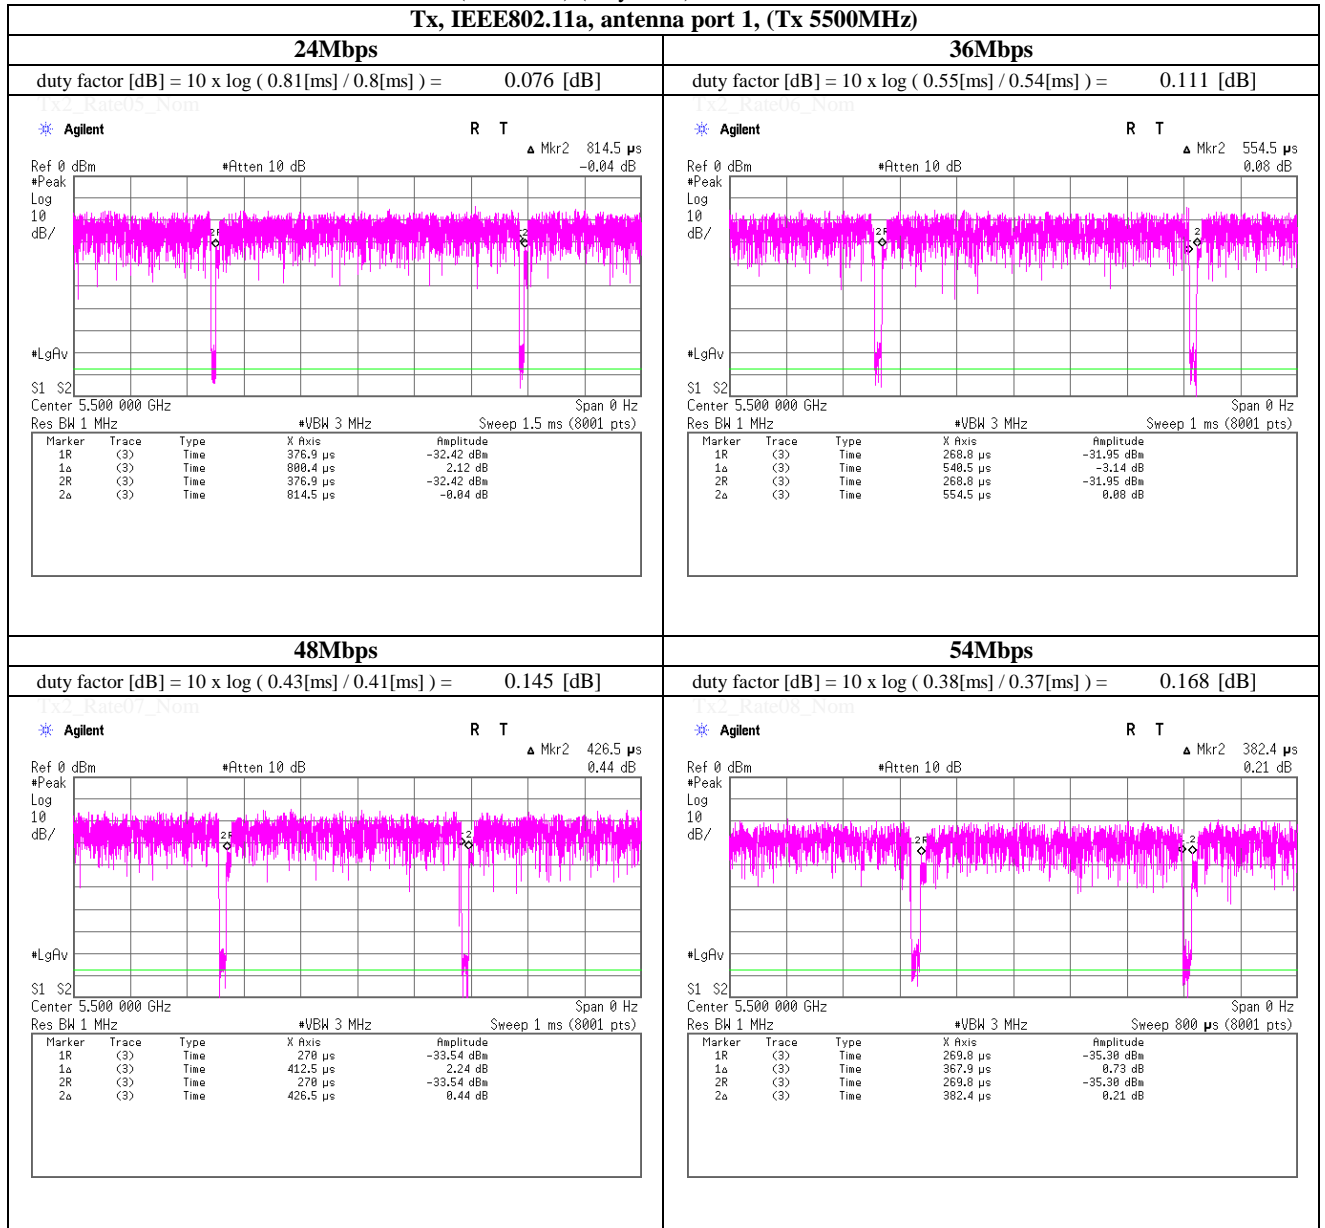 Tx, IEEE802.11a, antenna port 1, (Tx 5500MHz)
24Mbps
duty factor [dB] = 10 x log ( 0.81[ms] / 0.8[ms] ) = 0.076 [dB]
Tx2_Rate05_Nom
Agilent R T
Δ Mkr2 814.5 µs
Ref 0 dBm #Atten 10 dB -0.04 dB
#Peak
Log
10
dB/
2R
2
#LgAv
S1 S2
Center 5.500 000 GHz Span 0 Hz
Res BW 1 MHz #VBW 3 MHz Sweep 1.5 ms (8001 pts)
Marker Trace Type X Axis Amplitude
1R (3) Time 376.9 µs -32.42 dBm
1Δ (3) Time 800.4 µs 2.12 dB
2R (3) Time 376.9 µs -32.42 dBm
2Δ (3) Time 814.5 µs -0.04 dB
36Mbps
duty factor [dB] = 10 x log ( 0.55[ms] / 0.54[ms] ) = 0.111 [dB]
Tx2_Rate06_Nom
Agilent R T
Δ Mkr2 554.5 µs
Ref 0 dBm #Atten 10 dB 0.08 dB
#Peak
Log
10
dB/
2R
2
#LgAv
S1 S2
Center 5.500 000 GHz Span 0 Hz
Res BW 1 MHz #VBW 3 MHz Sweep 1 ms (8001 pts)
Marker Trace Type X Axis Amplitude
1R (3) Time 268.8 µs -31.95 dBm
1Δ (3) Time 540.5 µs -3.14 dB
2R (3) Time 268.8 µs -31.95 dBm
2Δ (3) Time 554.5 µs 0.08 dB
48Mbps
duty factor [dB] = 10 x log ( 0.43[ms] / 0.41[ms] ) = 0.145 [dB]
Tx2_Rate07_Nom
Agilent R T
Δ Mkr2 426.5 µs
Ref 0 dBm #Atten 10 dB 0.44 dB
#Peak
Log
10
dB/
2R
2
#LgAv
S1 S2
Center 5.500 000 GHz Span 0 Hz
Res BW 1 MHz #VBW 3 MHz Sweep 1 ms (8001 pts)
Marker Trace Type X Axis Amplitude
1R (3) Time 270 µs -33.54 dBm
1Δ (3) Time 412.5 µs 2.24 dB
2R (3) Time 270 µs -33.54 dBm
2Δ (3) Time 426.5 µs 0.44 dB
54Mbps
duty factor [dB] = 10 x log ( 0.38[ms] / 0.37[ms] ) = 0.168 [dB]
Tx2_Rate08_Nom
Agilent R T
Δ Mkr2 382.4 µs
Ref 0 dBm #Atten 10 dB 0.21 dB
#Peak
Log
10
dB/
2R
2
#LgAv
S1 S2
Center 5.500 000 GHz Span 0 Hz
Res BW 1 MHz #VBW 3 MHz Sweep 800 µs (8001 pts)
Marker Trace Type X Axis Amplitude
1R (3) Time 269.8 µs -35.30 dBm
1Δ (3) Time 367.9 µs 0.73 dB
2R (3) Time 269.8 µs -35.30 dBm
2Δ (3) Time 382.4 µs 0.21 dB